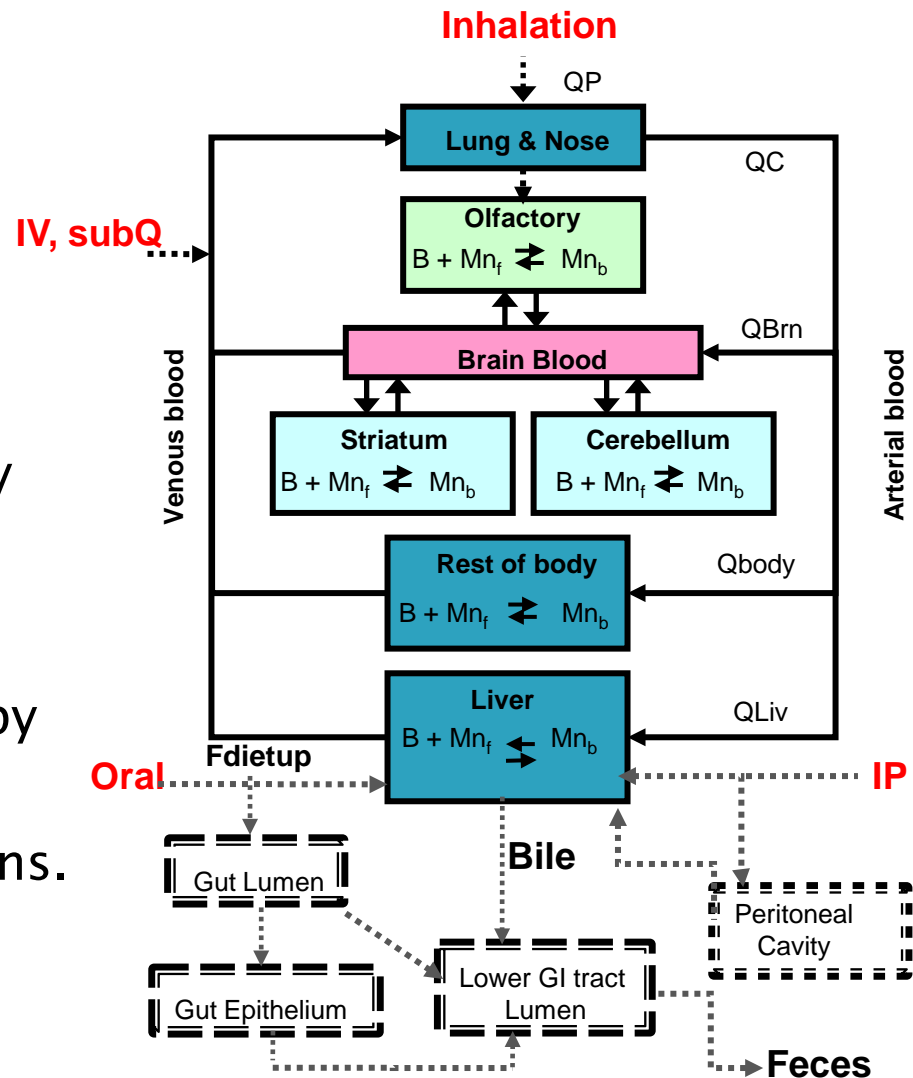 Inhalation
QP
Lung & Nose
QC
IV, subQ
Olfactory
B + Mnf ⇄ Mnb
QBrn
Brain Blood
Venous blood
Arterial blood
Striatum
B + Mnf ⇄ Mnb
Cerebellum
B + Mnf ⇄ Mnb
y
Rest of body
B + Mnf ⇄ Mnb
Qbody
Liver
B + Mnf ⇆ Mnb
QLiv
by
Fdietup
Oral
IP
ns.
Bile
Gut Lumen
Peritoneal
Cavity
Lower GI tract
Lumen
Gut Epithelium
Feces